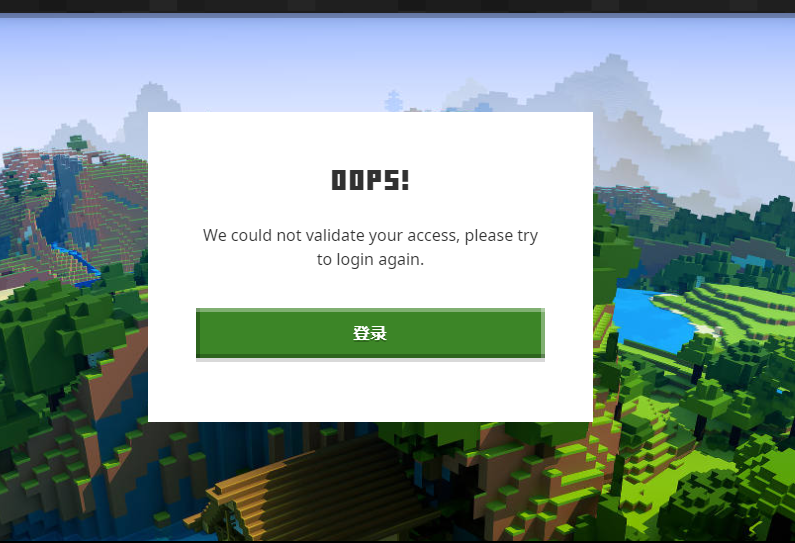 OOPS!
We could not validate your access, please try
to login again.
登录